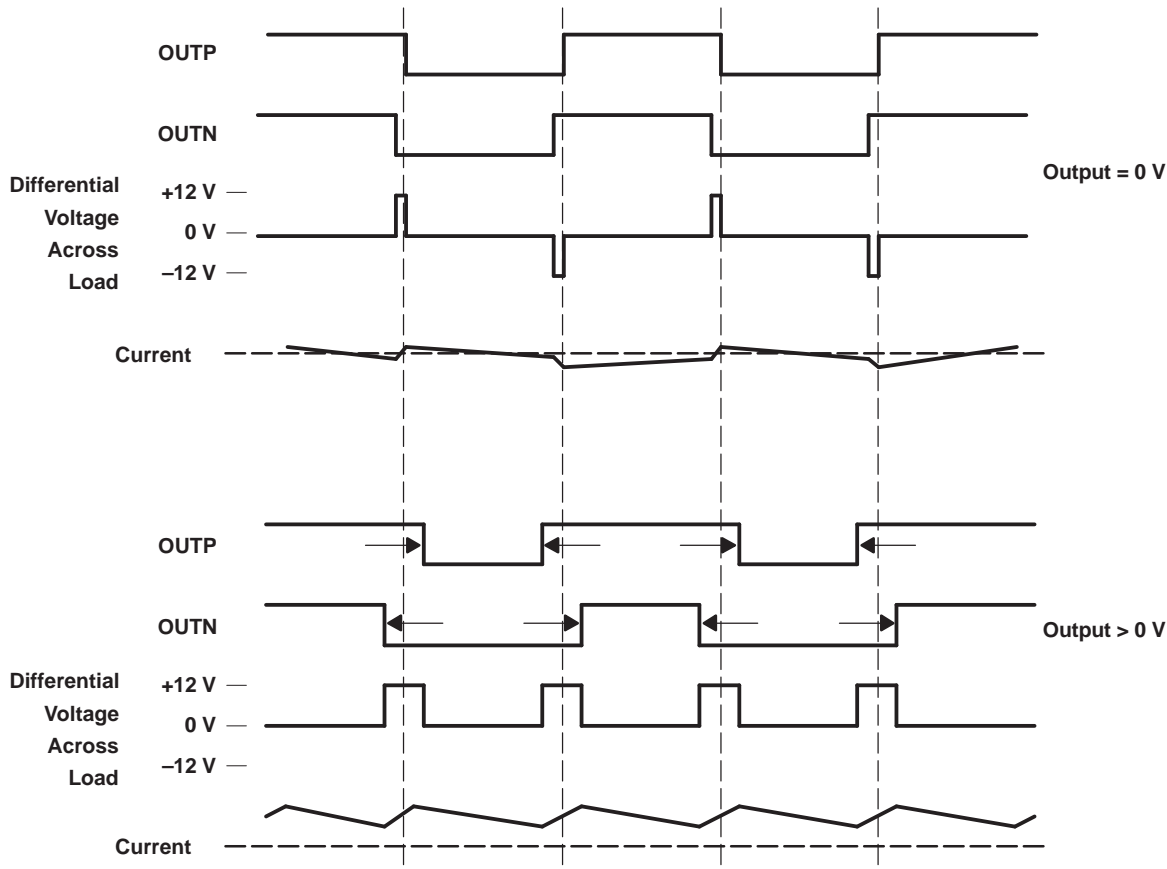 OUTP
OUTN
Output = 0 V
Differential
Voltage
Across
Load
+12 V
0 V
–12 V
Current
OUTP
OUTN
Output > 0 V
Differential
Voltage
Across
Load
+12 V
0 V
–12 V
Current